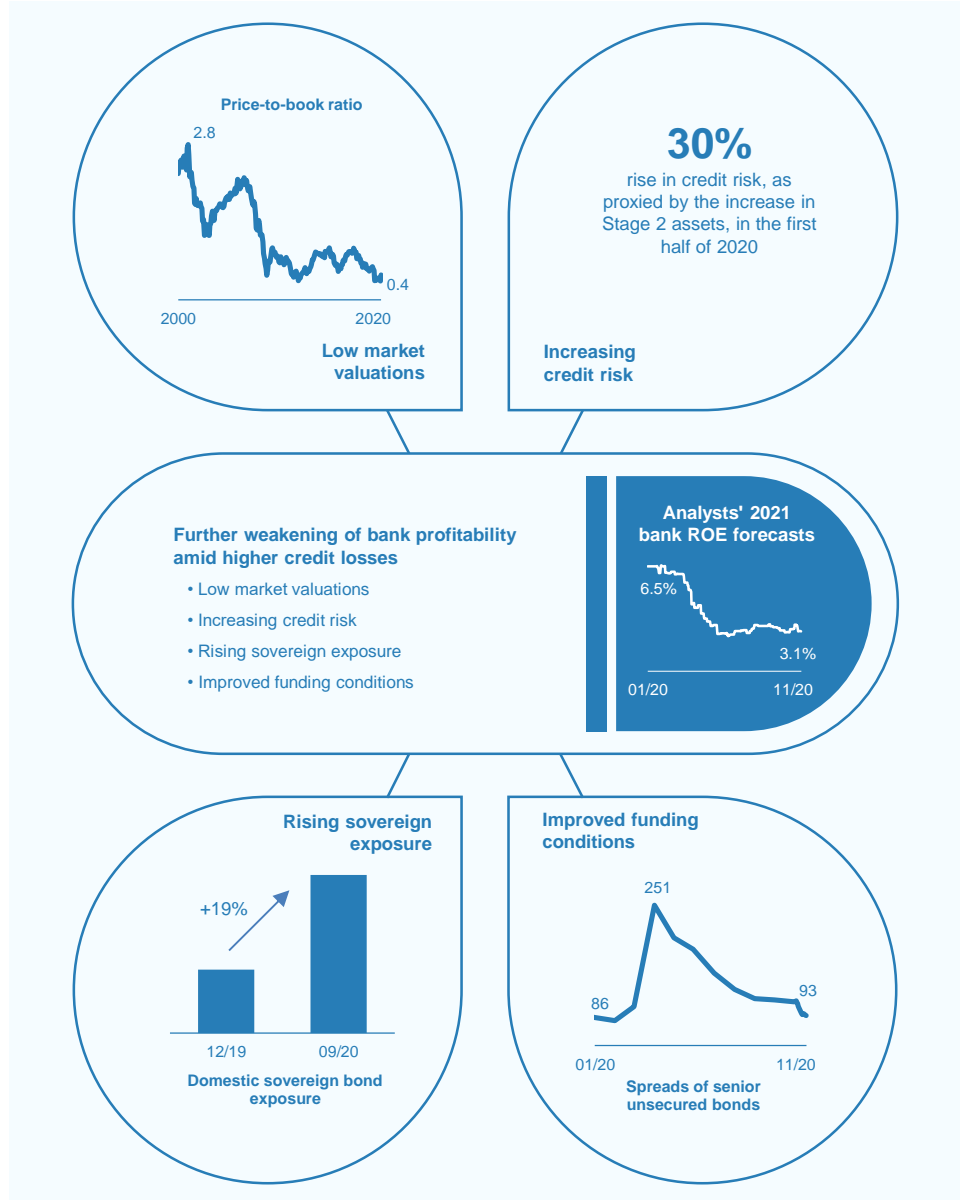 Price-to-book ratio
2.8
0.4
2000
2020
Low market
valuations
30%
rise in credit risk, as
proxied by the increase in
Stage 2 assets, in the first
half of 2020
Increasing
credit risk
Further weakening of bank profitability
amid higher credit losses
• Low market valuations
• Increasing credit risk
• Rising sovereign exposure
• Improved funding conditions
Analysts' 2021
bank ROE forecasts
6.5%
3.1%
01/20
11/20
Rising sovereign
exposure
+19%
12/19
09/20
Domestic sovereign bond
exposure
Improved funding
conditions
251
86
93
01/20
11/20
Spreads of senior
unsecured bonds